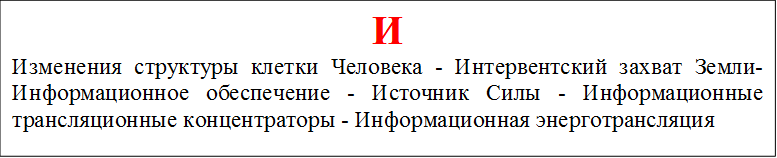 И
Изменения структуры клетки Человека - Интервентский захват Земли-
Информационное обеспечение - Источник Силы - Информационные
трансляционные концентраторы - Информационная энерготрансляция